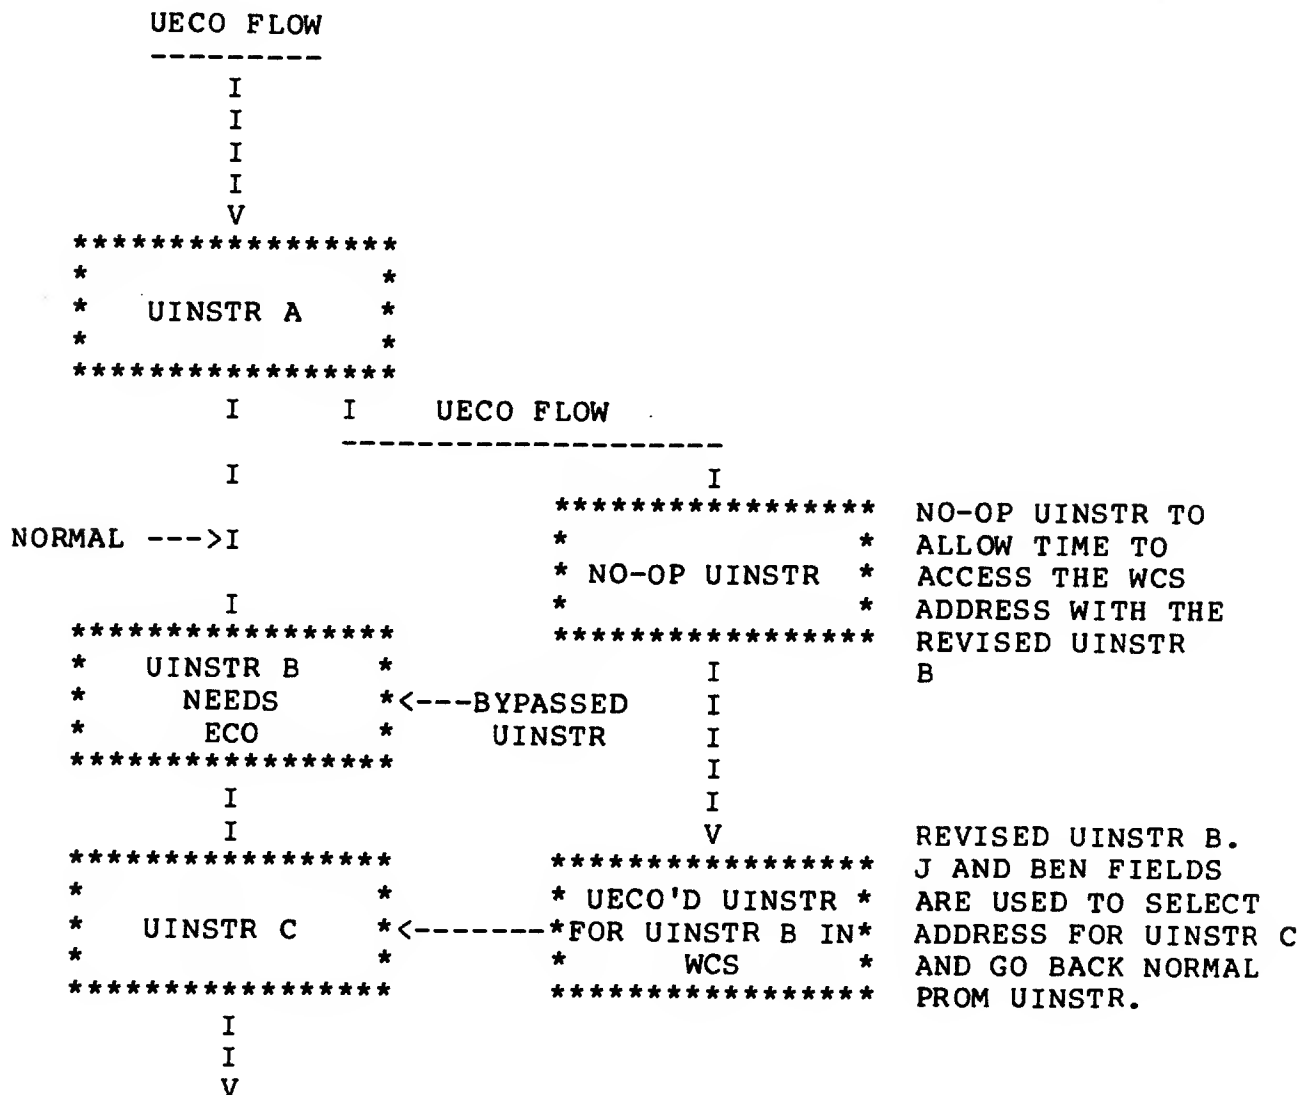 UECO FLOW
---------
I
I
I
I
V
*****************
*               *
*   UINSTR A    *
*               *
*****************
I     I    UECO FLOW
--------------------
I                         I
****************    NO-OP UINSTR TO
NORMAL --->I    *               *    ALLOW TIME TO
* NO-OP UINSTR  *    ACCESS THE WCS
I    *               *    ADDRESS WITH THE
*****************    *****************    REVISED UINSTR
*   UINSTR B    *    I    B
*     NEEDS     *<---BYPASSED    I
*      ECO      *    UINSTR    I
*****************    I
I    I
I    V    REVISED UINSTR B.
*****************    *****************    J AND BEN FIELDS
*               *    * UECO'D UINSTR *    ARE USED TO SELECT
*   UINSTR C    *<-------*FOR UINSTR B IN*    ADDRESS FOR UINSTR C
*               *    *      WCS      *    AND GO BACK NORMAL
*****************    *****************    PROM UINSTR.
I
I
V